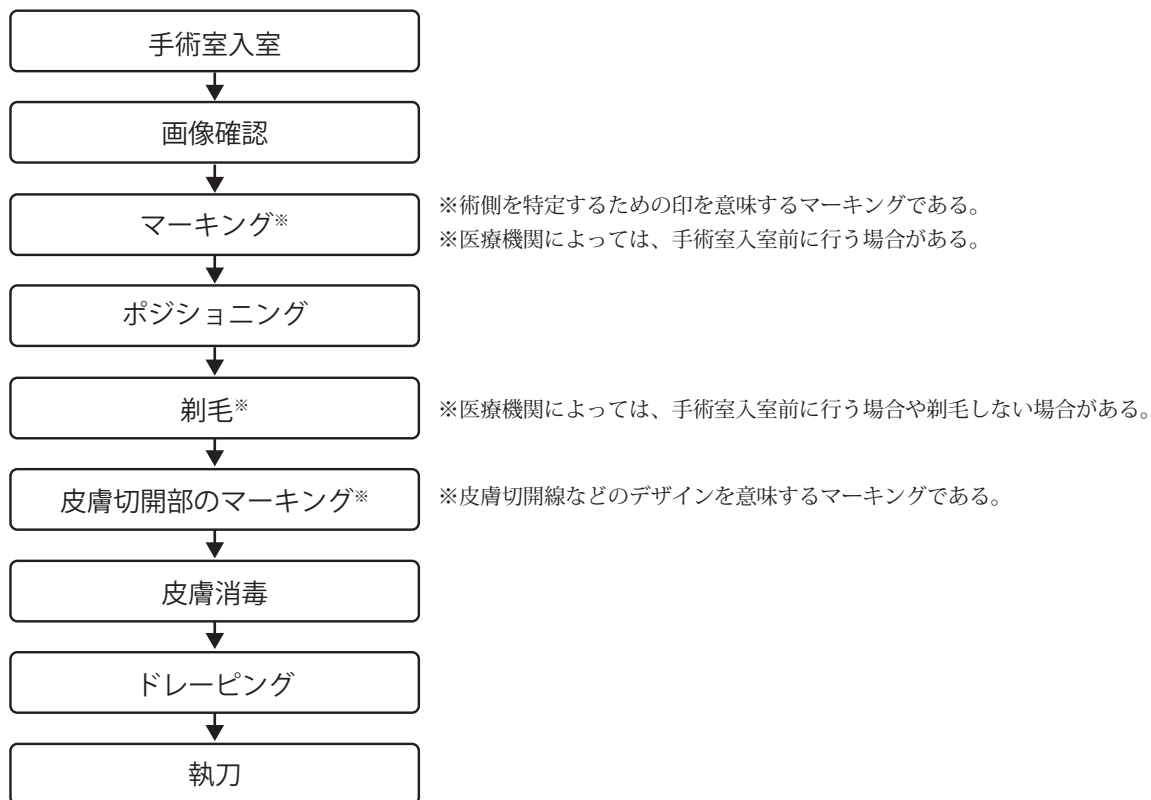 手術室入室
画像確認
マーキング※
※術側を特定するための印を意味するマーキングである。
※医療機関によっては、手術室入室前に行う場合がある。
ポジショニング
剃毛※
※医療機関によっては、手術室入室前に行う場合や剃毛しない場合がある。
皮膚切開部のマーキング※
※皮膚切開線などのデザインを意味するマーキングである。
皮膚消毒
ドレーピング
執刀